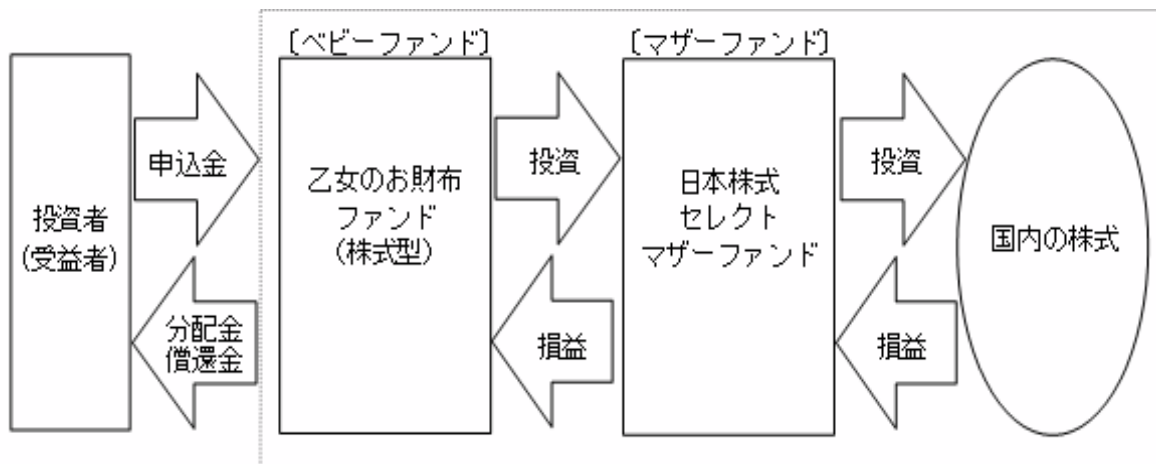 〔ベビーファンド〕
〔マザーファンド〕
投資者
(受益者)
申込金
分配金
償還金
乙女のお財布
ファンド
(株式型)
投資
損益
日本株式
セレクト
マザーファンド
投資
損益
国内の株式